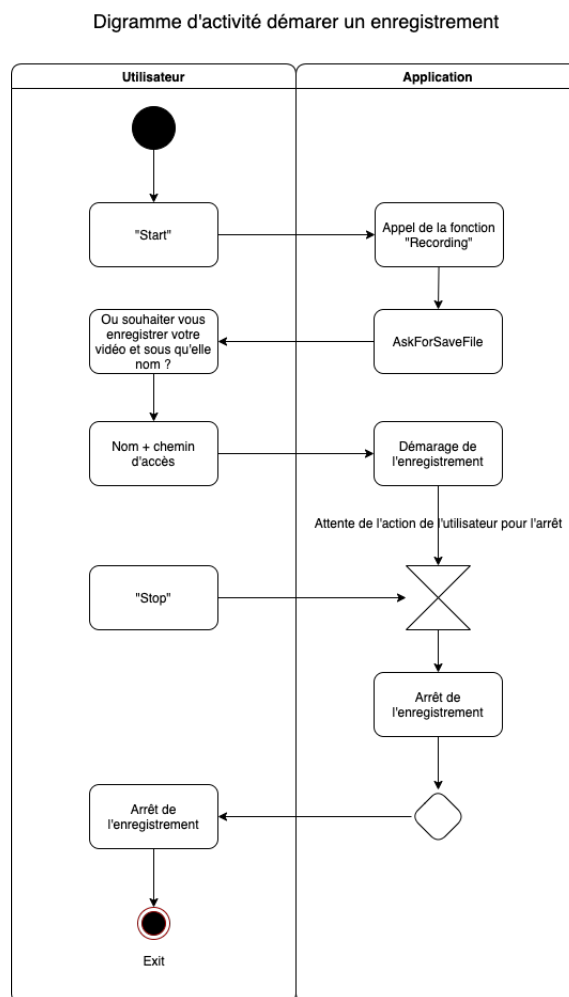 Digramme d'activité démarer un enregistrement
Utilisateur
Application
"Start"
Appel de la fonction
"Recording"
Ou souhaiter vous
enregistrer votre
vidéo et sous qu'elle
nom ?
AskForSaveFile
Nom + chemin
d'accès
Démarage de
l'enregistrement
Attente de l'action de l'utilisateur pour l'arrêt
"Stop"
Arrêt de
l'enregistrement
Arrêt de
l'enregistrement
Exit